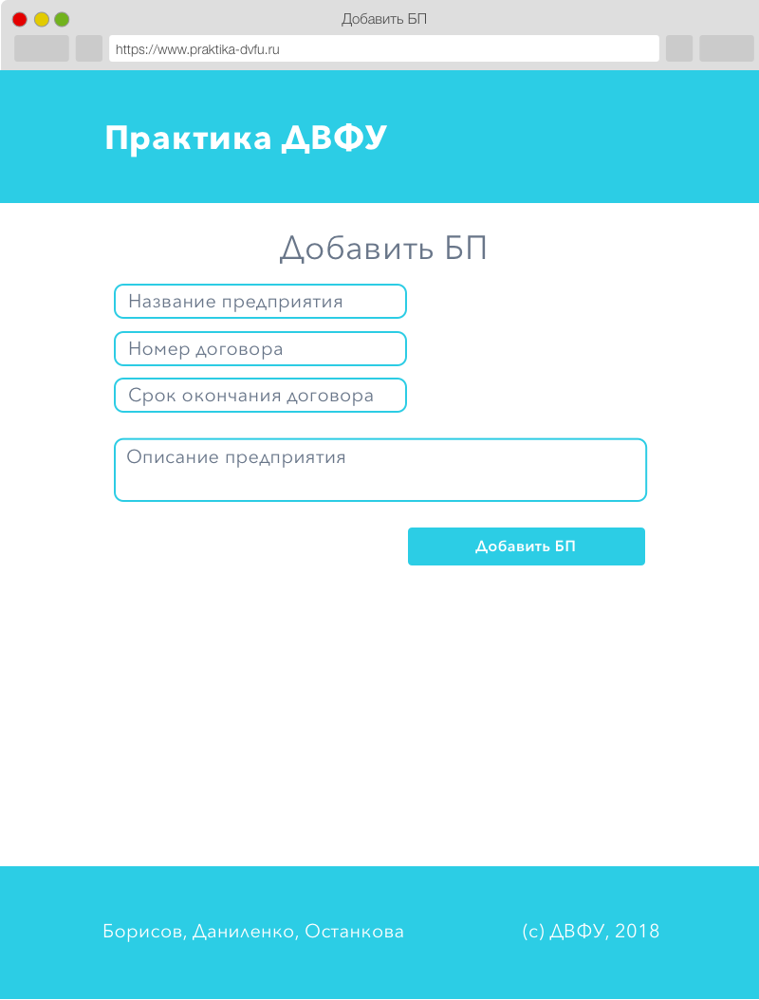 Добавить БП
https://www.praktika-dvfu.ru
Практика ДВФУ
Добавить БП
Название предприятия
Номер договора
Срок окончания договора
Описание предприятия
Добавить БП
Борисов, Даниленко, Останкова
(с) ДВФУ, 2018